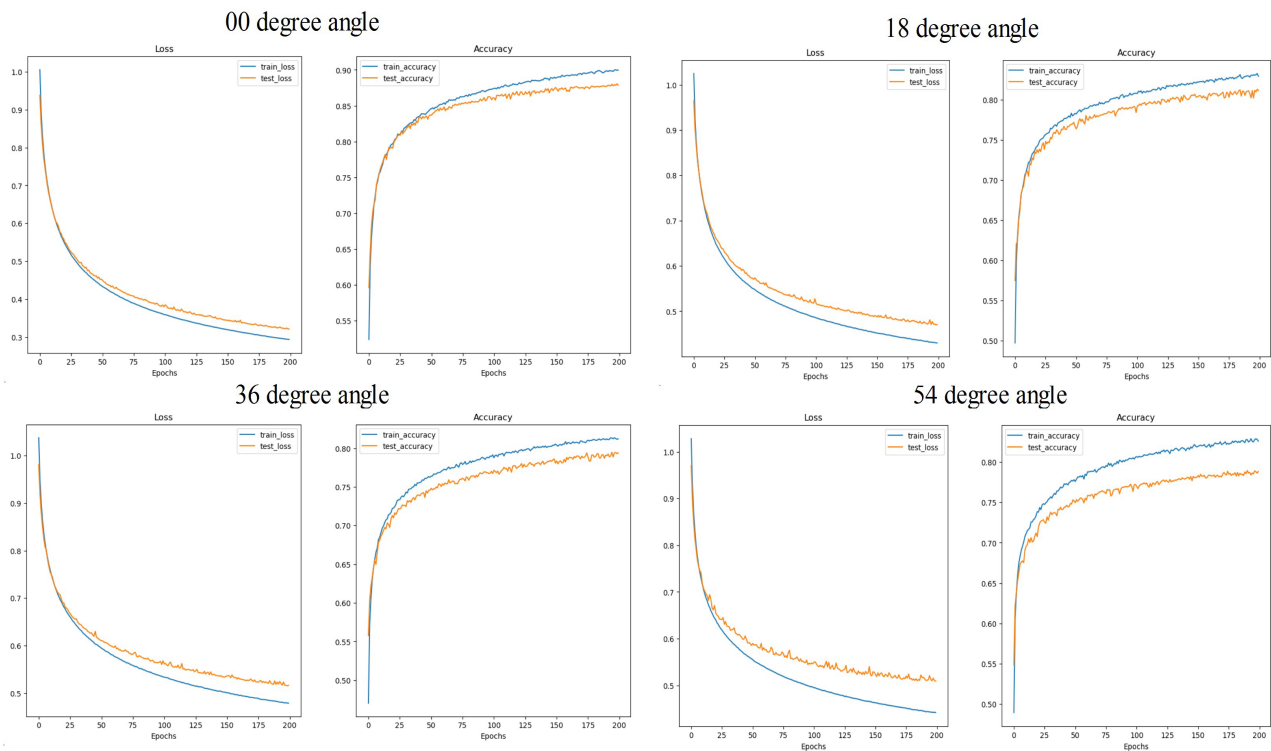 00 degree angle
Loss
train_loss
test_loss
1.0
0.9
0.8
0.7
0.6
0.5
0.4
0.3
0 25 50 75 100 125 150 175 200
Epochs
Accuracy
train_accuracy
test_accuracy
0.90
0.85
0.80
0.75
0.70
0.65
0.60
0.55
0 25 50 75 100 125 150 175 200
Epochs
18 degree angle
Loss
train_loss
test_loss
1.0
0.9
0.8
0.7
0.6
0.5
0 25 50 75 100 125 150 175 200
Epochs
Accuracy
train_accuracy
test_accuracy
0.80
0.75
0.70
0.65
0.60
0.55
0.50
0 25 50 75 100 125 150 175 200
Epochs
36 degree angle
Loss
train_loss
test_loss
1.0
0.9
0.8
0.7
0.6
0.5
0 25 50 75 100 125 150 175 200
Epochs
Accuracy
train_accuracy
test_accuracy
0.80
0.75
0.70
0.65
0.60
0.55
0.50
0 25 50 75 100 125 150 175 200
Epochs
54 degree angle
Loss
train_loss
test_loss
1.0
0.9
0.8
0.7
0.6
0.5
0 25 50 75 100 125 150 175 200
Epochs
Accuracy
train_accuracy
test_accuracy
0.80
0.75
0.70
0.65
0.60
0.55
0.50
0 25 50 75 100 125 150 175 200
Epochs